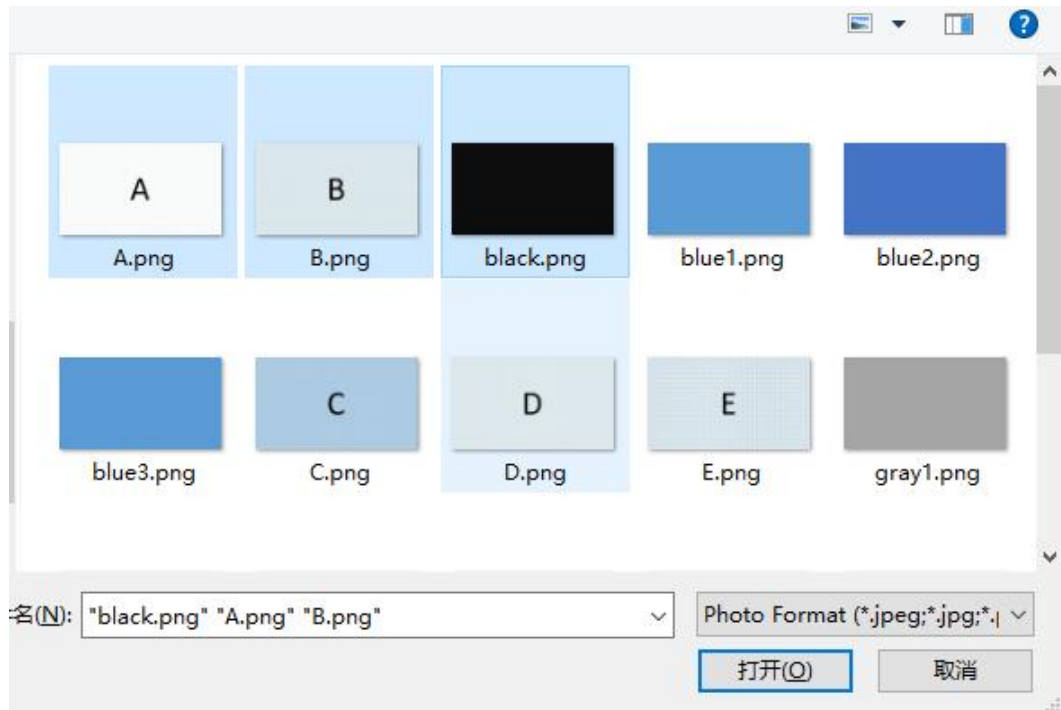 ?
A
B
A.png
B.png
black.png
blue1.png
blue2.png
C
D
E
blue3.png
C.png
D.png
E.png
gray1.png
名(N): "black.png" "A.png" "B.png"
Photo Format (*.jpeg;*.jpg;*.
打开(O)
取消